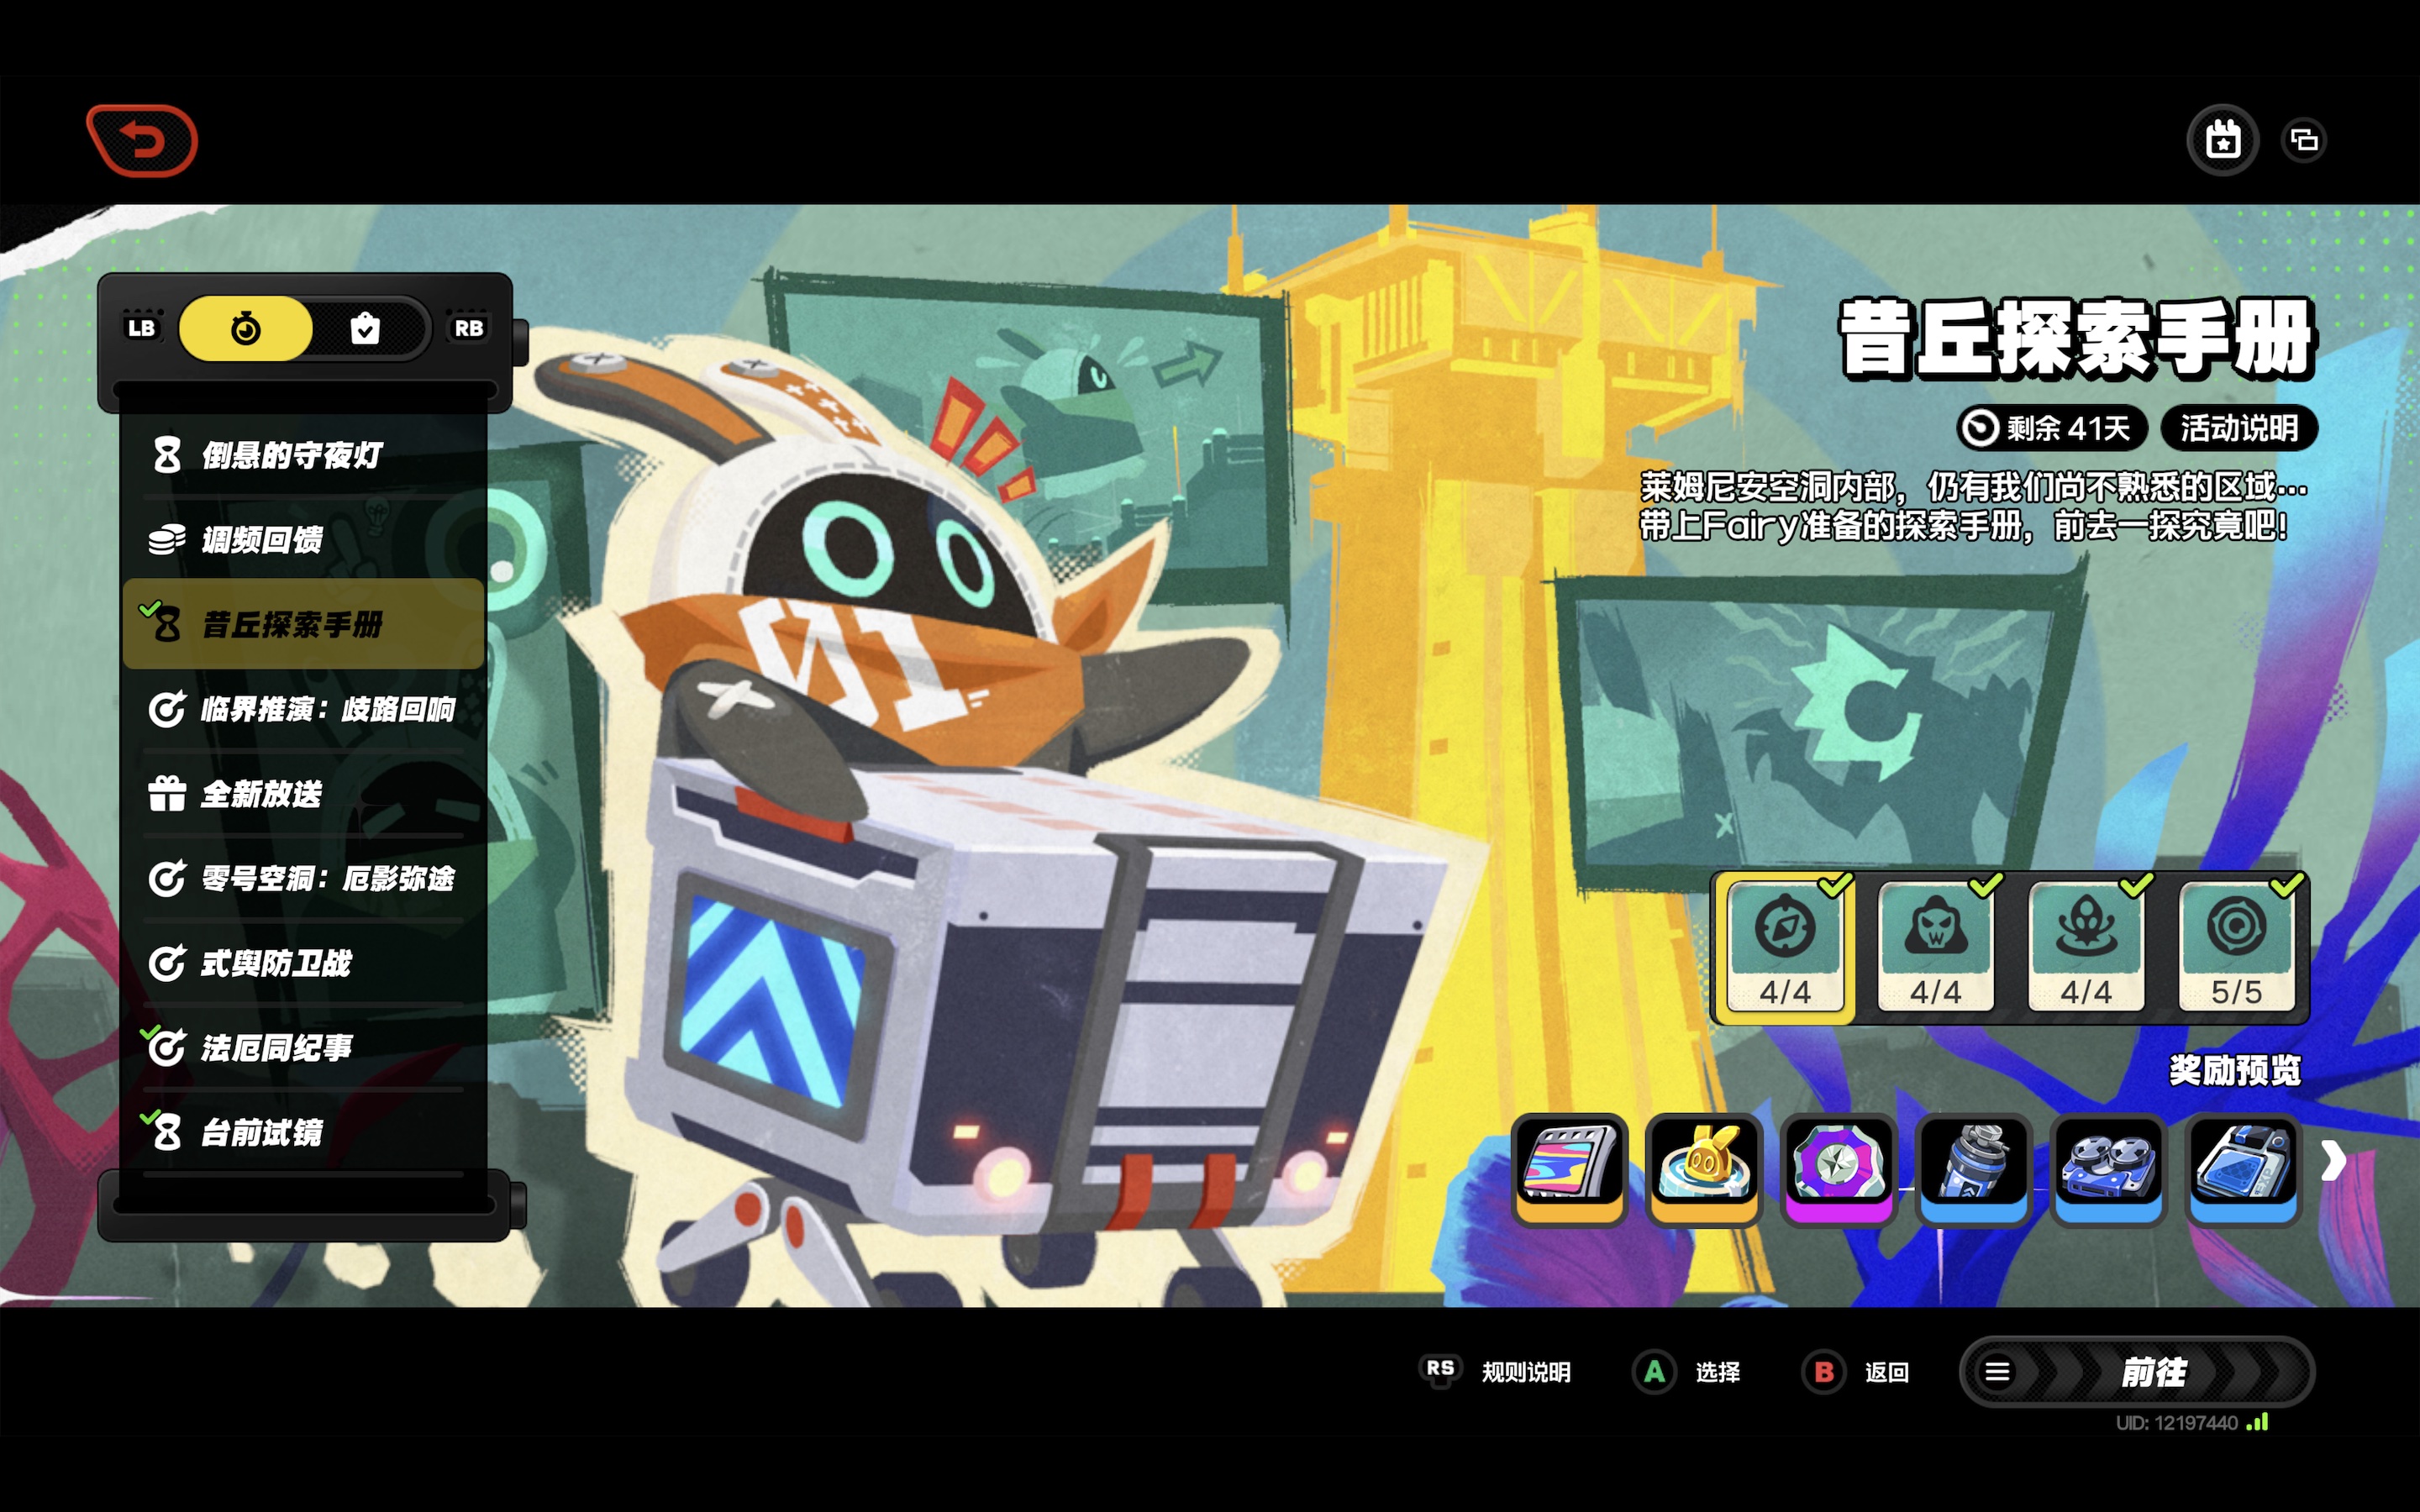 LB
RB
倒悬的守夜灯
调频回馈
昔丘探索手册
临界推演：歧路回响
全新放送
零号空洞：厄影弥途
式舆防卫战
法厄同纪事
台前试镜
01
昔丘探索手册
剩余 41天
活动说明
莱姆尼安空洞内部，仍有我们尚不熟悉的区域…
带上Fairy准备的探索手册，前去一探究竟吧！
4/4
4/4
4/4
5/5
奖励预览
RS 规则说明
A 选择
B 返回
前往
UID: 12197440